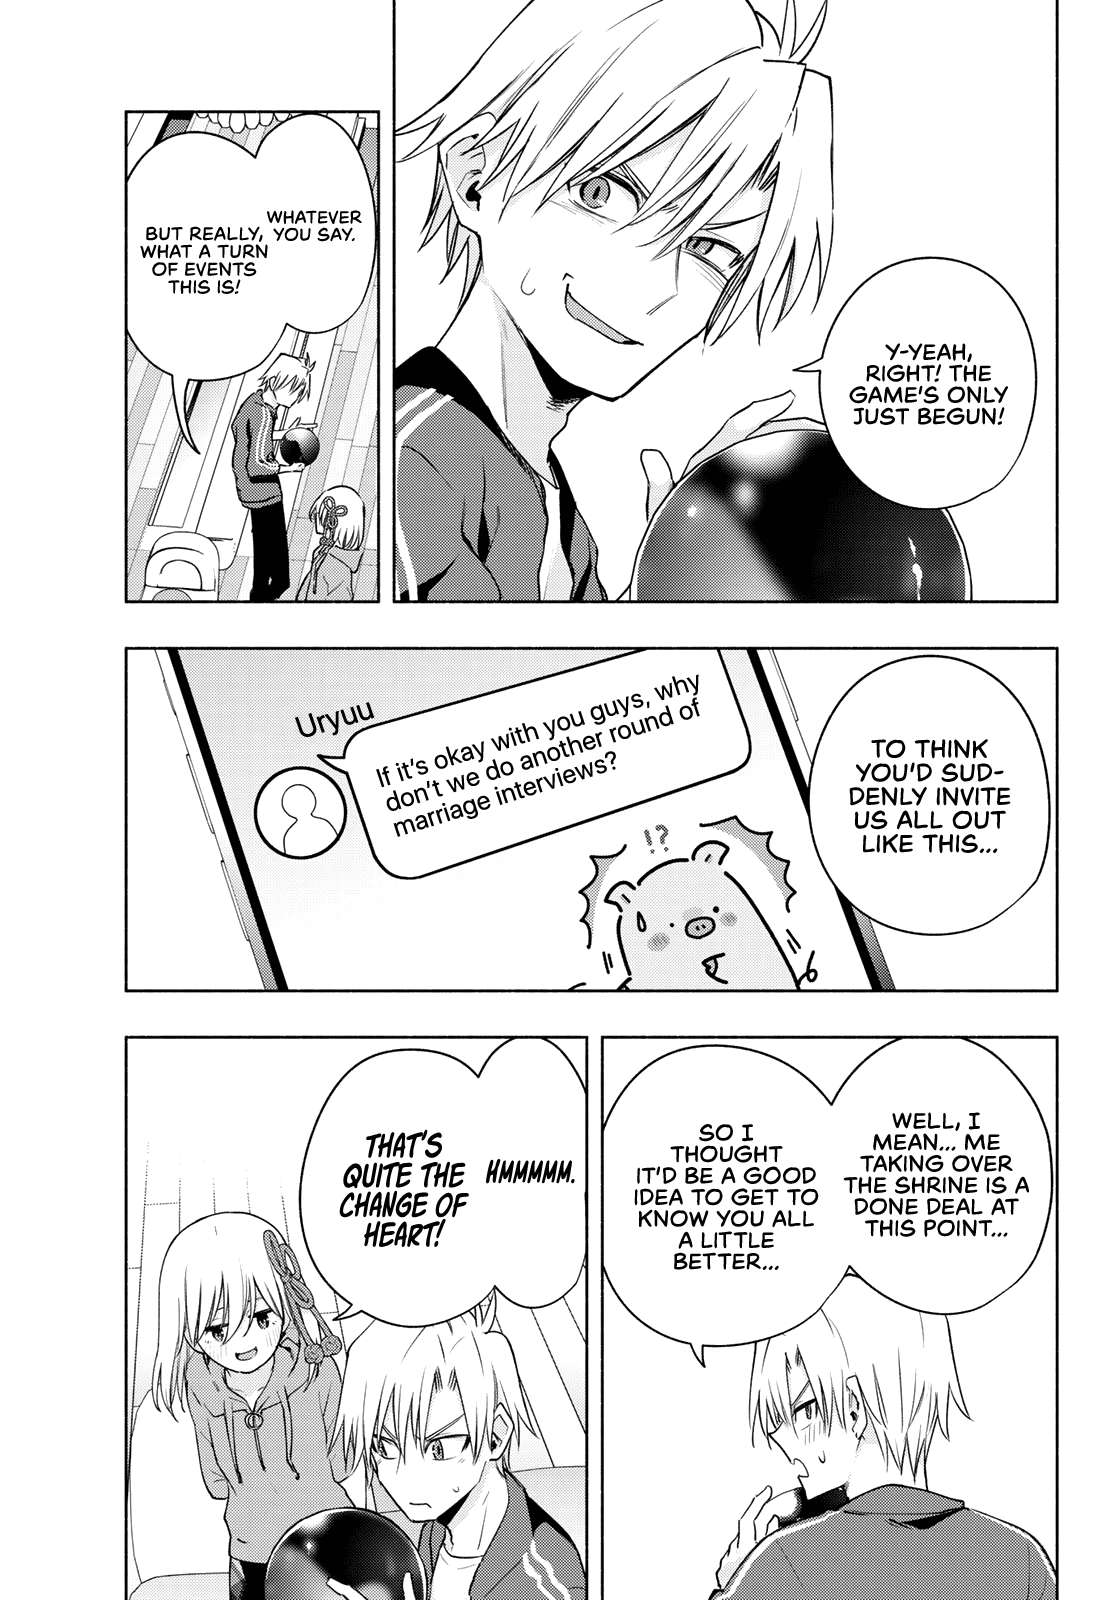 Y-YEAH,
RIGHT! THE
GAME'S ONLY
JUST BEGUN!
WHATEVER
YOU SAY.
BUT REALLY,
WHAT A TURN
OF EVENTS
THIS IS!
TO THINK
YOU'D SUD-
DENLY INVITE
US ALL OUT
LIKE THIS...
Uryuu
If it's okay with you guys, why
don't we do another round of
marriage interviews?
!?
WELL, I
MEAN... ME
TAKING OVER
THE SHRINE IS A
DONE DEAL AT
THIS POINT...
SO I
THOUGHT
IT'D BE A GOOD
IDEA TO GET TO
KNOW YOU ALL
A LITTLE
BETTER...
HMMMMM.
THAT'S
QUITE THE
CHANGE OF
HEART!